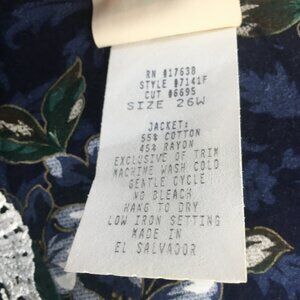 RN #17638
STYLE #7141F
CUT #6695
SIZE 26W
JACKET:
55% COTTON
45% RAYON
EXCLUSIVE OF TRIM
MACHINE WASH COLD
GENTLE CYCLE
NO BLEACH
HANG TO DRY
LOW IRON SETTING
MADE IN
EL SALVADOR